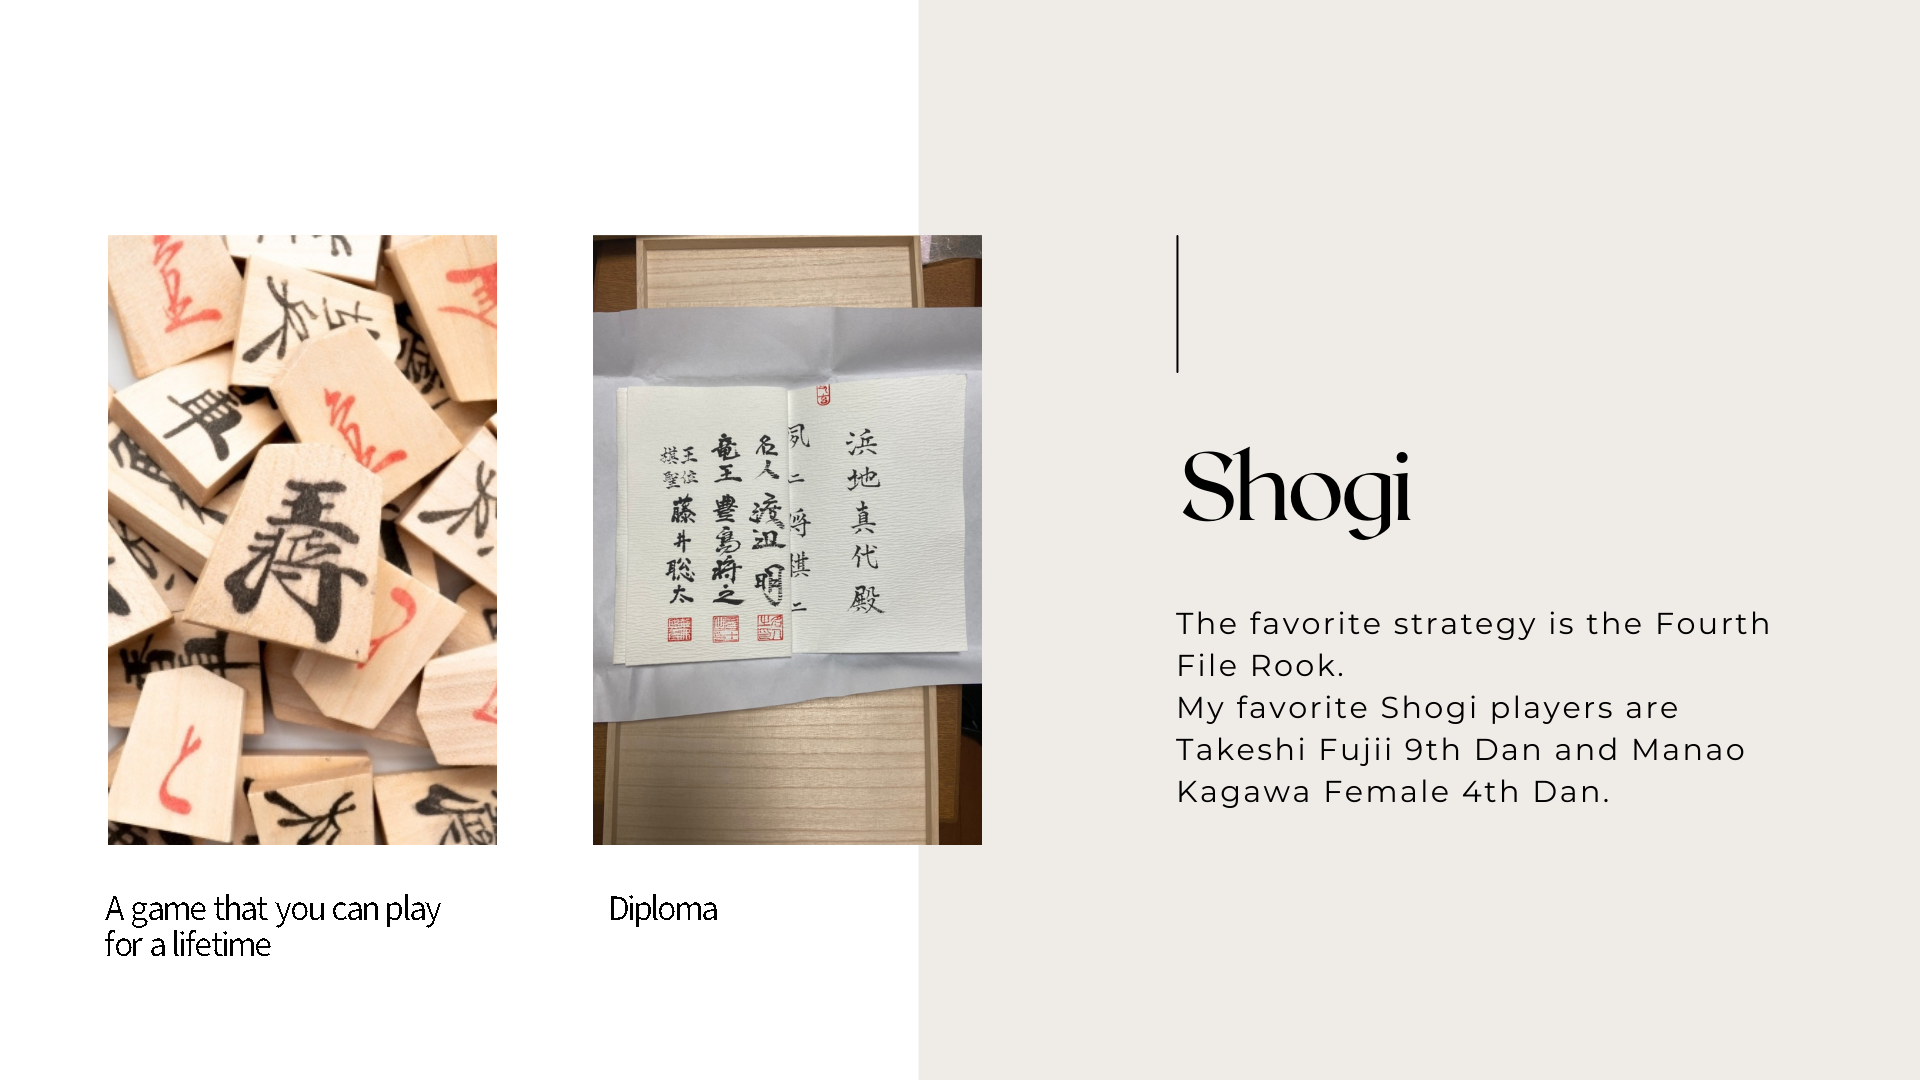 王将
と
浜地真代殿
名人 渡辺明
竜王 豊島将之
王位
棋聖
藤井聡太
A game that you can play
for a lifetime
Diploma
Shogi
The favorite strategy is the Fourth
File Rook.
My favorite Shogi players are
Takeshi Fujii 9th Dan and Manao
Kagawa Female 4th Dan.